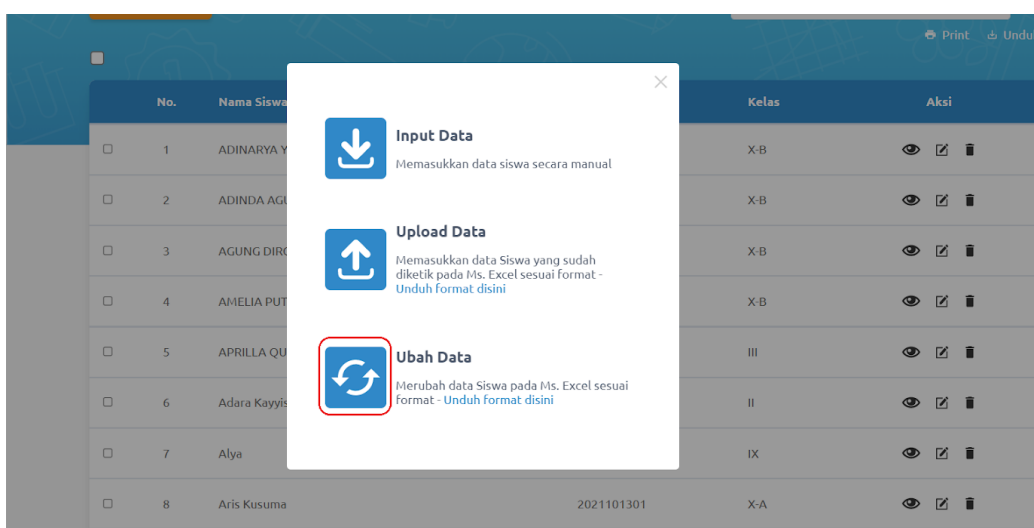 Print
No.
Nama Siswa
Kelas
Aksi
Input Data
Memasukkan data siswa secara manual
Upload Data
Memasukkan data Siswa yang sudah
diketik pada Ms. Excel sesuai format -
Unduh format disini
Ubah Data
Merubah data Siswa pada Ms. Excel sesuai
format - Unduh format disini
1 ADINARYA Y X-B
2 ADINDA AGU X-B
3 AGUNG DIRG X-B
4 AMELIA PUT X-B
5 APRILLA QU III
6 Adara Kayyis II
7 Alya IX
8 Aris Kusuma 2021101301 X-A